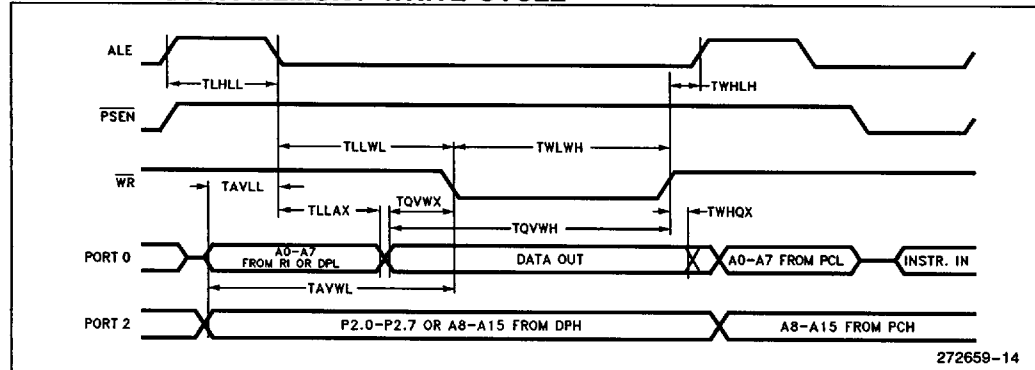 ALE
TLHLL
TWHLH
PSEN
TLLWL
TWLWH
WR
TAVLL
TLLAX
TQVWX
TWHQX
TQVWH
PORT 0
A0-A7
FROM RI OR DPL
DATA OUT
A0-A7 FROM PCL
INSTR. IN
TAVWL
PORT 2
P2.0-P2.7 OR A8-A15 FROM DPH
A8-A15 FROM PCH
272659-14